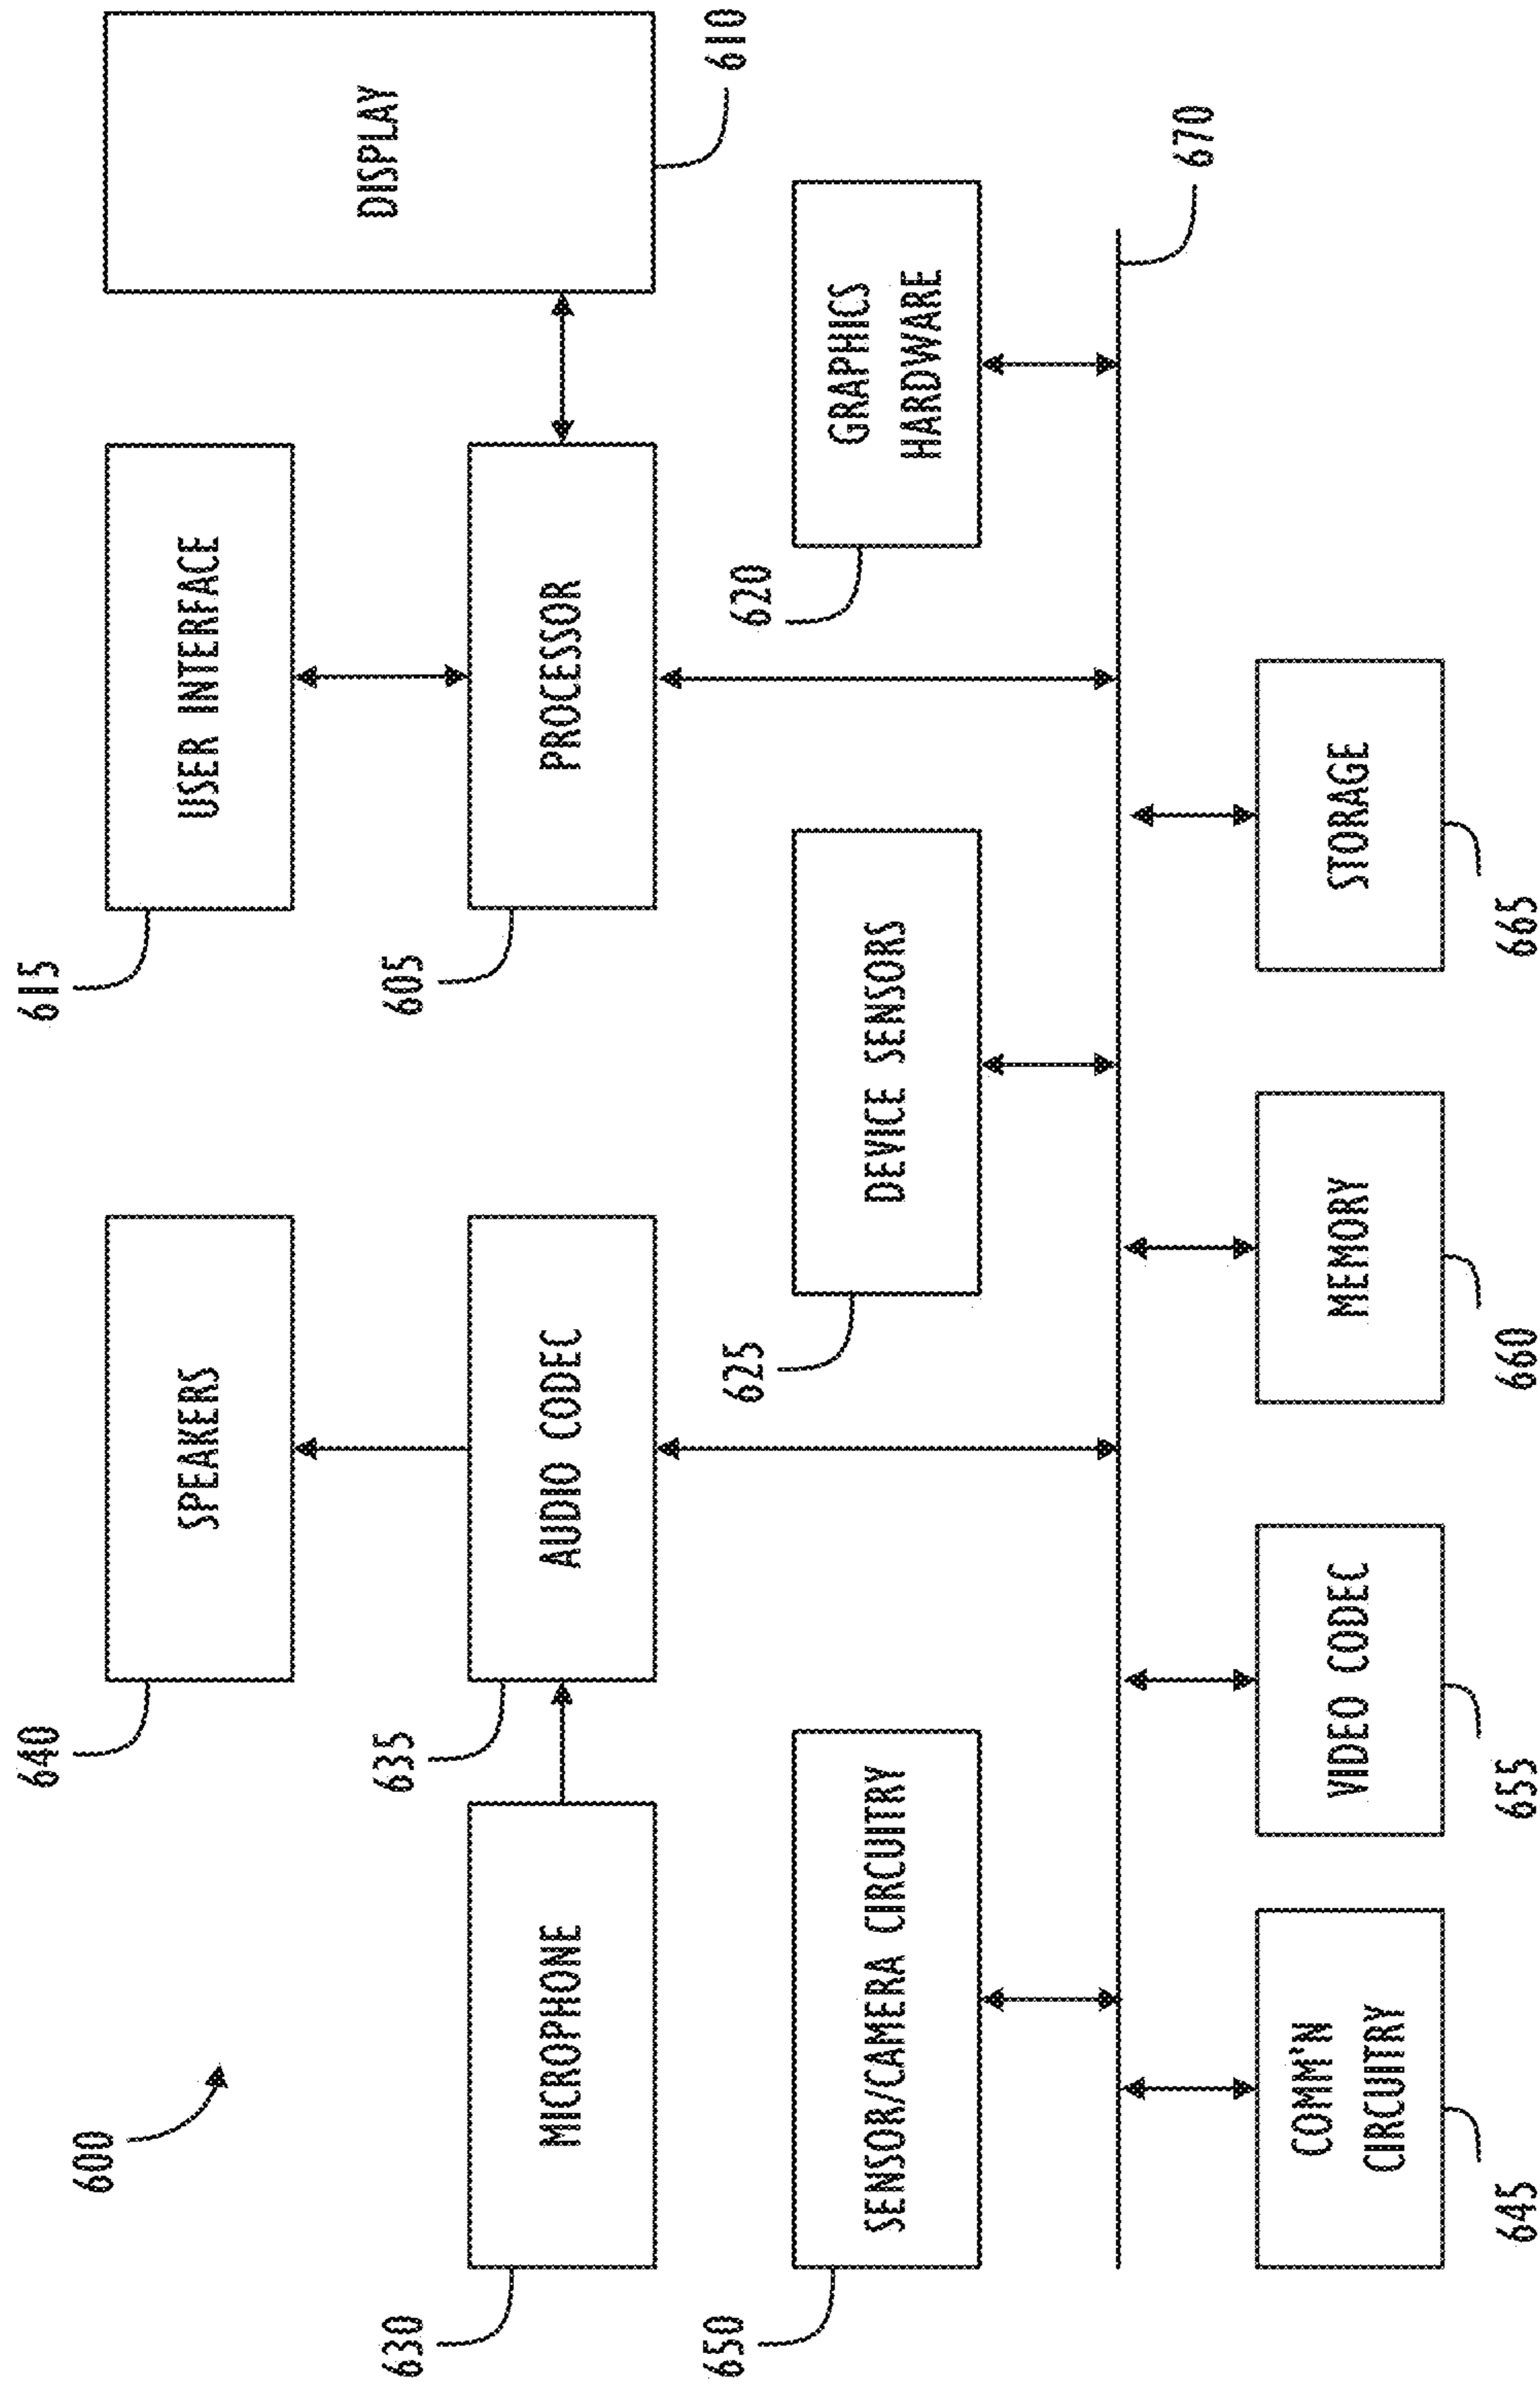 600
640
SPEAKERS
615
USER INTERFACE
DISPLAY
610
630
MICROPHONE
635
AUDIO CODEC
605
PROCESSOR
650
SENSOR/CAMERA CIRCUITRY
625
DEVICE SENSORS
620
GRAPHICS
HARDWARE
670
COMM'N
CIRCUITRY
645
VIDEO CODEC
655
MEMORY
660
STORAGE
665